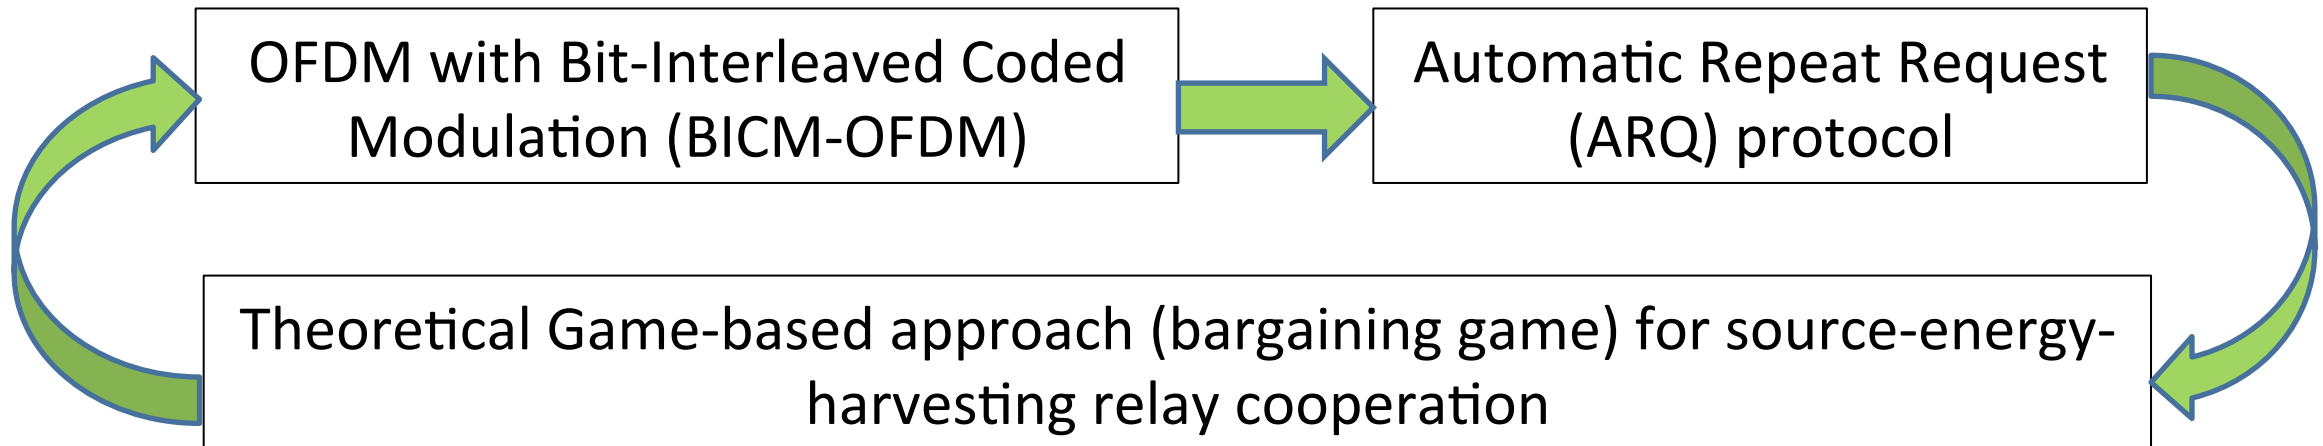 OFDM with Bit-Interleaved Coded
Modulation (BICM-OFDM)
Automatic Repeat Request
(ARQ) protocol
Theoretical Game-based approach (bargaining game) for source-energy-
harvesting relay cooperation